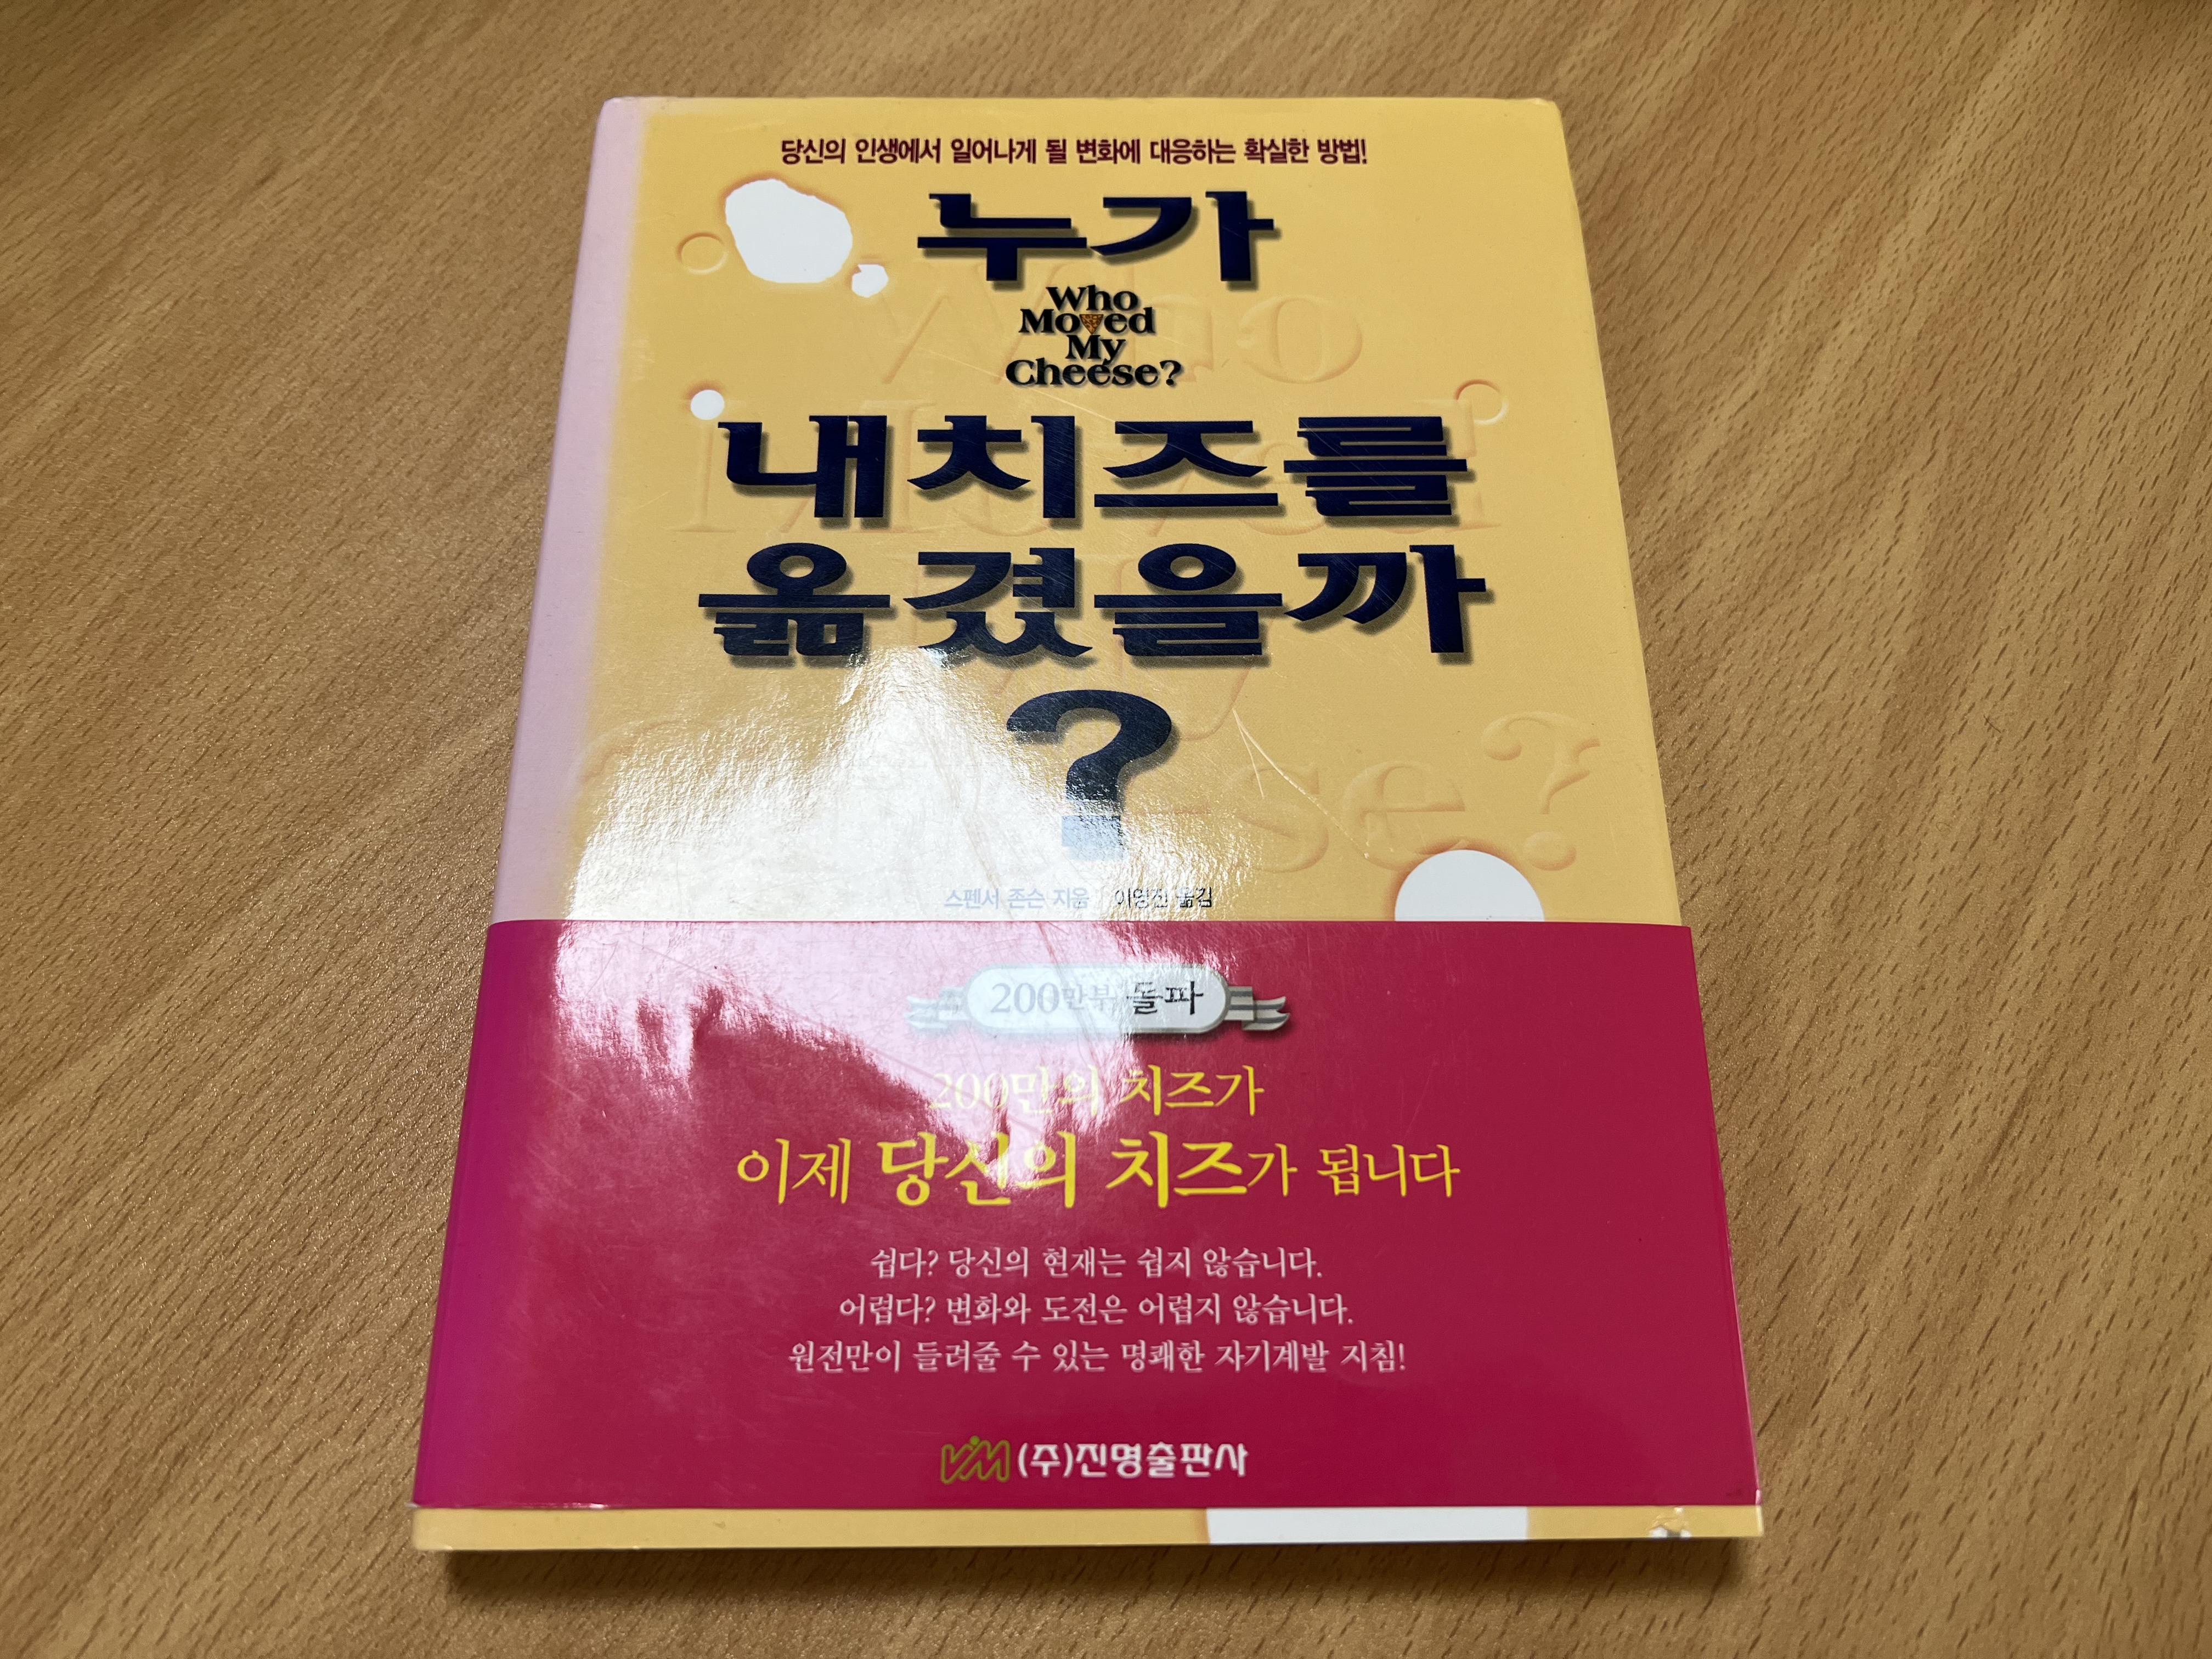 당신의 인생에서 일어나게 될 변화에 대응하는 확실한 방법!
누가
Who
Moved
My
Cheese?
내치즈를
옮겼을까
?
스펜서 존슨 지음 이영진 옮김
200만부 돌파
200만의 치즈가
이제 당신의 치즈가 됩니다
쉽다? 당신의 현재는 쉽지 않습니다.
어렵다? 변화와 도전은 어렵지 않습니다.
원전만이 들려줄 수 있는 명쾌한 자기계발 지침!
(주)진명출판사